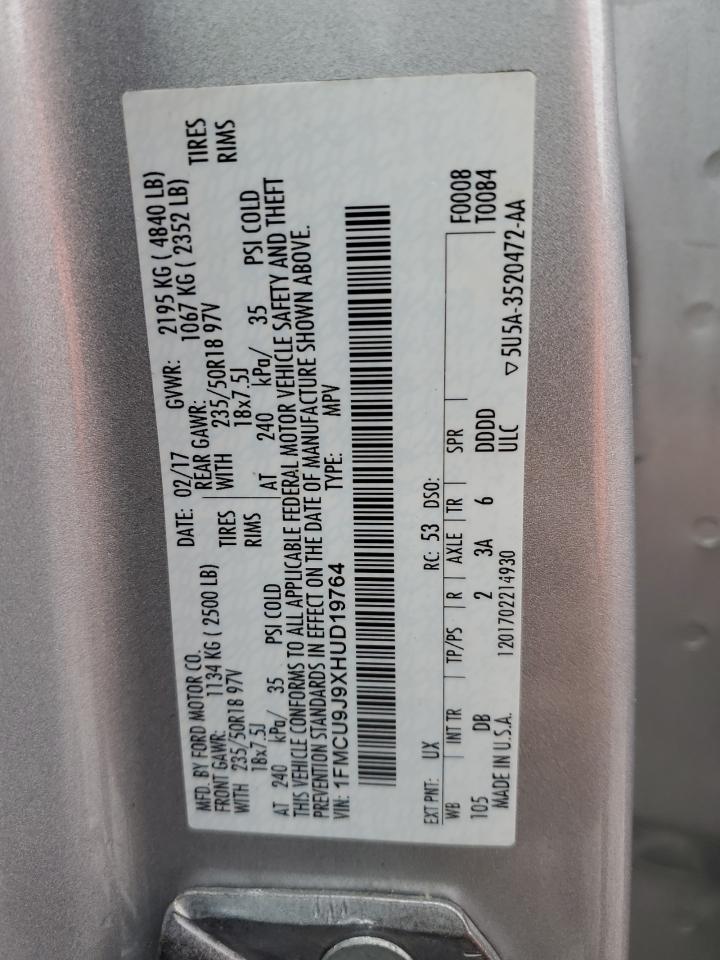 MFD. BY FORD MOTOR CO.
DATE: 02/17 GVWR: 2195 KG ( 4840 LB)
FRONT GAWR: 1134 KG ( 2500 LB) REAR GAWR: 1067 KG ( 2352 LB)
WITH 235/50R18 97V TIRES WITH 235/50R18 97V TIRES
18x7.5J RIMS 18x7.5J RIMS
AT 240 kPa/ 35 PSI COLD AT 240 kPa/ 35 PSI COLD
THIS VEHICLE CONFORMS TO ALL APPLICABLE FEDERAL MOTOR VEHICLE SAFETY AND THEFT
PREVENTION STANDARDS IN EFFECT ON THE DATE OF MANUFACTURE SHOWN ABOVE.
VIN: 1FMCU9J9XHUD19764 TYPE: MPV
EXT PNT: UX RC: 53 DSO: F0008
T0084
WB INT TR TP/PS R AXLE TR SPR
105 DB 2 3A 6 DDDD
MADE IN U.S.A. 1201702214930 ULC ▽5U5A-3520472-AA